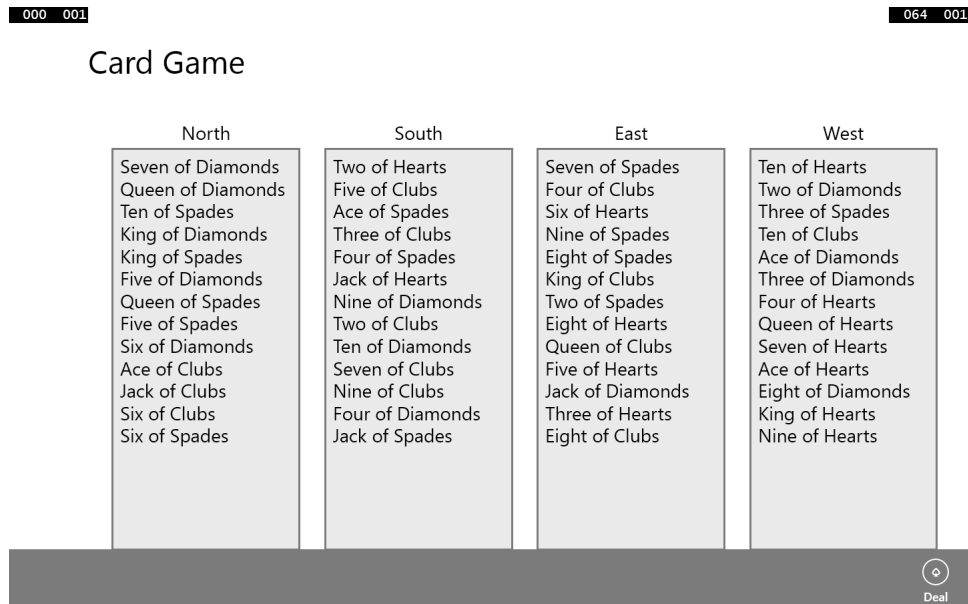 000 001
064 001
Card Game
North
Seven of Diamonds
Queen of Diamonds
Ten of Spades
King of Diamonds
King of Spades
Five of Diamonds
Queen of Spades
Five of Spades
Six of Diamonds
Ace of Clubs
Jack of Clubs
Six of Clubs
Six of Spades
South
Two of Hearts
Five of Clubs
Ace of Spades
Three of Clubs
Four of Spades
Jack of Hearts
Nine of Diamonds
Two of Clubs
Ten of Diamonds
Seven of Clubs
Nine of Clubs
Four of Diamonds
Jack of Spades
East
Seven of Spades
Four of Clubs
Six of Hearts
Nine of Spades
Eight of Spades
King of Clubs
Two of Spades
Eight of Hearts
Queen of Clubs
Five of Hearts
Jack of Diamonds
Three of Hearts
Eight of Clubs
West
Ten of Hearts
Two of Diamonds
Three of Spades
Ten of Clubs
Ace of Diamonds
Three of Diamonds
Four of Hearts
Queen of Hearts
Seven of Hearts
Ace of Hearts
Eight of Diamonds
King of Hearts
Nine of Hearts
Deal